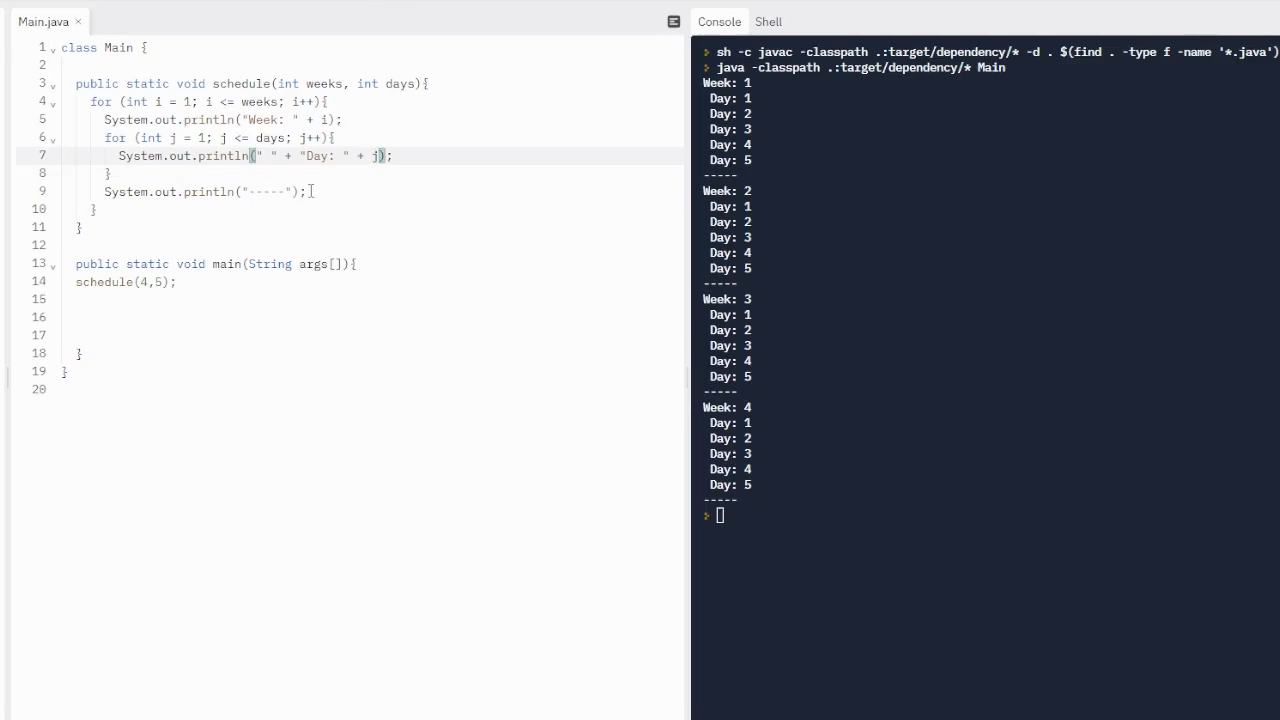 Main.java ×
1 class Main {
2
3 public static void schedule(int weeks, int days){
4 for (int i = 1; i <= weeks; i++){
5 System.out.println("Week: " + i);
6 for (int j = 1; j <= days; j++){
7 System.out.println(" " + "Day: " + j);
8 }
9 System.out.println("-----");
10 }
11 }
12
13 public static void main(String args[]){
14 schedule(4,5);
15
16
17
18 }
19 }
20
Console Shell
sh -c javac -classpath .:target/dependency/* -d . $(find . -type f -name '*.java')
java -classpath .:target/dependency/* Main
Week: 1
Day: 1
Day: 2
Day: 3
Day: 4
Day: 5
-----
Week: 2
Day: 1
Day: 2
Day: 3
Day: 4
Day: 5
-----
Week: 3
Day: 1
Day: 2
Day: 3
Day: 4
Day: 5
-----
Week: 4
Day: 1
Day: 2
Day: 3
Day: 4
Day: 5
-----